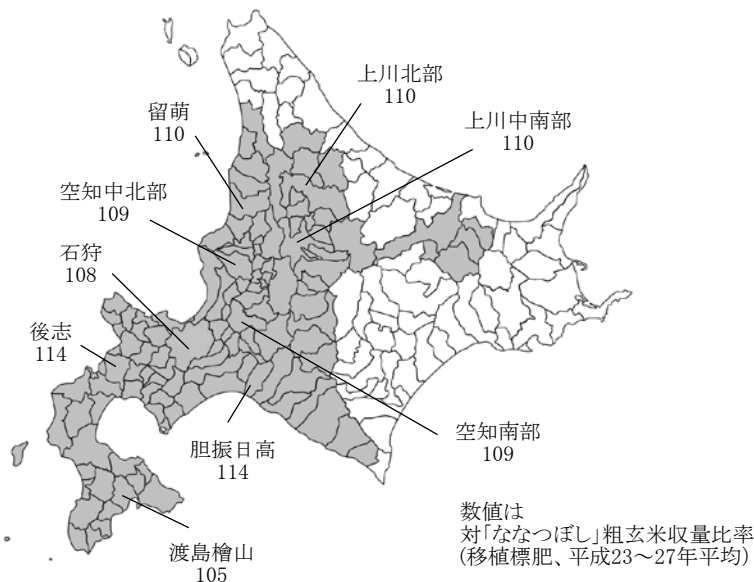 上川北部
110
留萌
110
上川中南部
110
空知中北部
109
石狩
108
後志
114
空知南部
109
胆振日高
114
渡島檜山
105
数値は
対「ななつぼし」粗玄米収量比率
(移植標肥、平成23～27年平均)